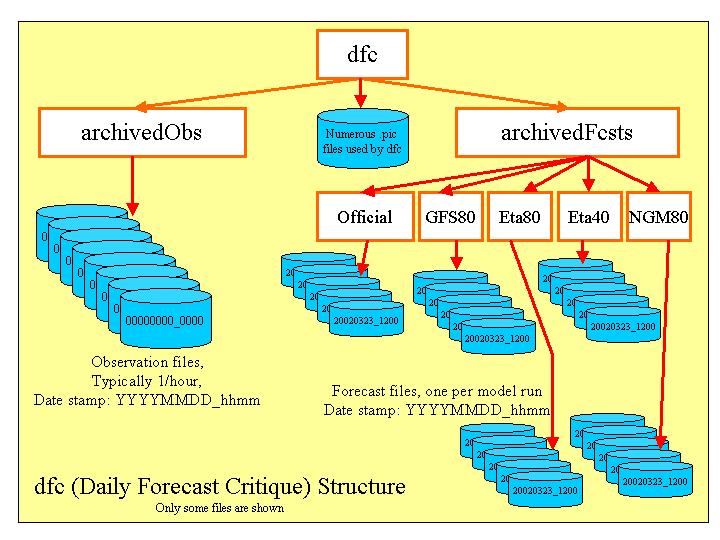 dfc
archivedObs
Numerous .pic
files used by dfc
archivedFcsts
Official
GFS80
Eta80
Eta40
NGM80
00000000_0000
20020323_1200
20020323_1200
20020323_1200
Observation files,
Typically 1/hour,
Date stamp: YYYYMMDD_hhmm
Forecast files, one per model run
Date stamp: YYYYMMDD_hhmm
20020323_1200
20020323_1200
dfc (Daily Forecast Critique) Structure
Only some files are shown